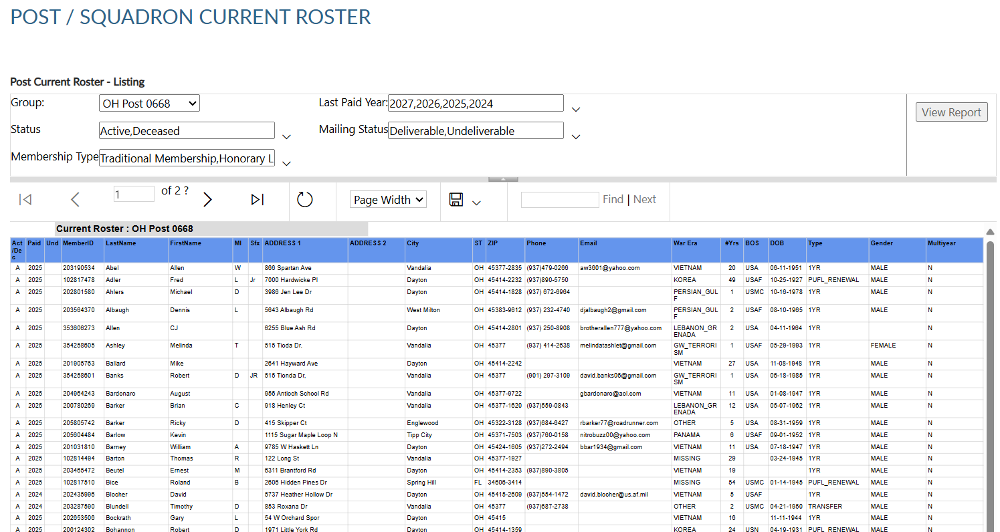 POST / SQUADRON CURRENT ROSTER
Post Current Roster - Listing
Group: OH Post 0668 Last Paid Year: 2027,2026,2025,2024 View Report
Status Active,Deceased Mailing Status Deliverable,Undeliverable
Membership Type Traditional Membership,Honorary L
1 of 2 ? Page Width Find | Next
Current Roster : OH Post 0668
Act/Dec Paid Und MemberID LastName FirstName MI Sfx ADDRESS 1 ADDRESS 2 City ST ZIP Phone Email War Era #Yrs BOS DOB Type Gender Multiyear
A 2025 203190534 Abel Allen W 866 Spartan Ave Vandalia OH 45377-2835 (937)479-0266 aw3601@yahoo.com VIETNAM 20 USA 06-11-1951 1YR MALE N
A 2025 102817478 Adler Fred L Jr 7000 Hardwicke Pl Dayton OH 45414-2232 (937)890-5750 KOREA 49 USAF 10-25-1927 PUFL_RENEWAL MALE N
A 2025 202801580 Ahlers Michael D 3986 Jen Lee Dr Dayton OH 45414-1828 (937) 672-6964 PERSIAN_GULF 1 USMC 10-16-1978 1YR MALE N
A 2025 203564370 Albaugh Dennis L 5643 Albaugh Rd West Milton OH 45383-9612 (937) 232-4740 djalbaugh2@gmail.com PERSIAN_GULF 2 USAF 08-10-1965 1YR MALE N
A 2025 353606273 Allen CJ 6255 Blue Ash Rd Dayton OH 45414-2801 (937) 250-8908 brotherallen777@yahoo.com LEBANON_GRENADA 2 USA 04-11-1964 1YR N
A 2025 354258605 Ashley Melinda T 515 Tioda Dr. Vandalia OH 45377 (937) 414-2638 melindatashlet@gmail.com GW_TERRORISM 1 USAF 05-29-1993 1YR FEMALE N
A 2025 201905763 Ballard Mike 2641 Hayward Ave Dayton OH 45414-2242 VIETNAM 27 USA 11-08-1948 1YR MALE N
A 2025 354258601 Banks Robert D JR 515 Tionda Dr, Vandalia OH 45377 (901) 297-3109 david.banks06@gmail.com GW_TERRORISM 1 USA 06-18-1985 1YR MALE N
A 2025 204964243 Bardonaro August 956 Antioch School Rd Vandalia OH 45377-9722 gbardonaro@aol.com VIETNAM 11 USA 01-08-1947 1YR MALE N
A 2025 200780269 Barker Brian C 918 Henley Ct Vandalia OH 45377-1620 (937)559-0843 LEBANON_GRENADA 12 USA 05-07-1962 1YR MALE N
A 2025 205805742 Barker Ricky D 415 Skipper Ct Englewood OH 45322-3128 (937)684-6427 rbarker77@roadrunner.com OTHER 5 USA 08-31-1959 1YR MALE N
A 2025 205604484 Barlow Kevin 1115 Sugar Maple Loop N Tipp City OH 45371-7503 (937)760-0158 nitrobuzz00@yahoo.com PANAMA 6 USAF 09-01-1952 1YR MALE N
A 2025 201031810 Barney William A 9785 W Haskett Ln Dayton OH 45424-1605 (937)272-2494 bbar1934@gmail.com VIETNAM 11 USA 07-18-1947 1YR MALE N
A 2025 102814494 Barton Thomas R 122 Long St Vandalia OH 45377-1927 MISSING 29 03-24-1945 1YR MALE N
A 2025 203465472 Beutel Ernest M 6311 Brantford Rd Dayton OH 45414-2353 (937)890-3805 VIETNAM 19 1YR MALE N
A 2025 102817510 Bice Roland B 2606 Hidden Pines Dr Spring Hill FL 34606-3414 MISSING 54 USMC 01-14-1945 PUFL_RENEWAL MALE N
A 2024 202435996 Blocher David 5737 Heather Hollow Dr Dayton OH 45415-2609 (937)554-1472 david.blocher@us.af.mil VIETNAM 5 USAF 1YR MALE N
A 2024 203287590 Blundell Timothy D 853 Roxana Dr Vandalia OH 45377 (937)687-2738 OTHER 2 USMC 04-21-1950 TRANSFER MALE N
A 2025 202653506 Bockrath Gary L 54 W Orchard Spor Dayton OH 45415 VIETNAM 16 11-11-1944 1YR MALE N
A 2025 200124302 Bohannon Robert D 1971 Little York Rd Dayton OH 45414-1359 KOREA 24 USN 04-19-1931 PUFL_RENEWAL MALE N